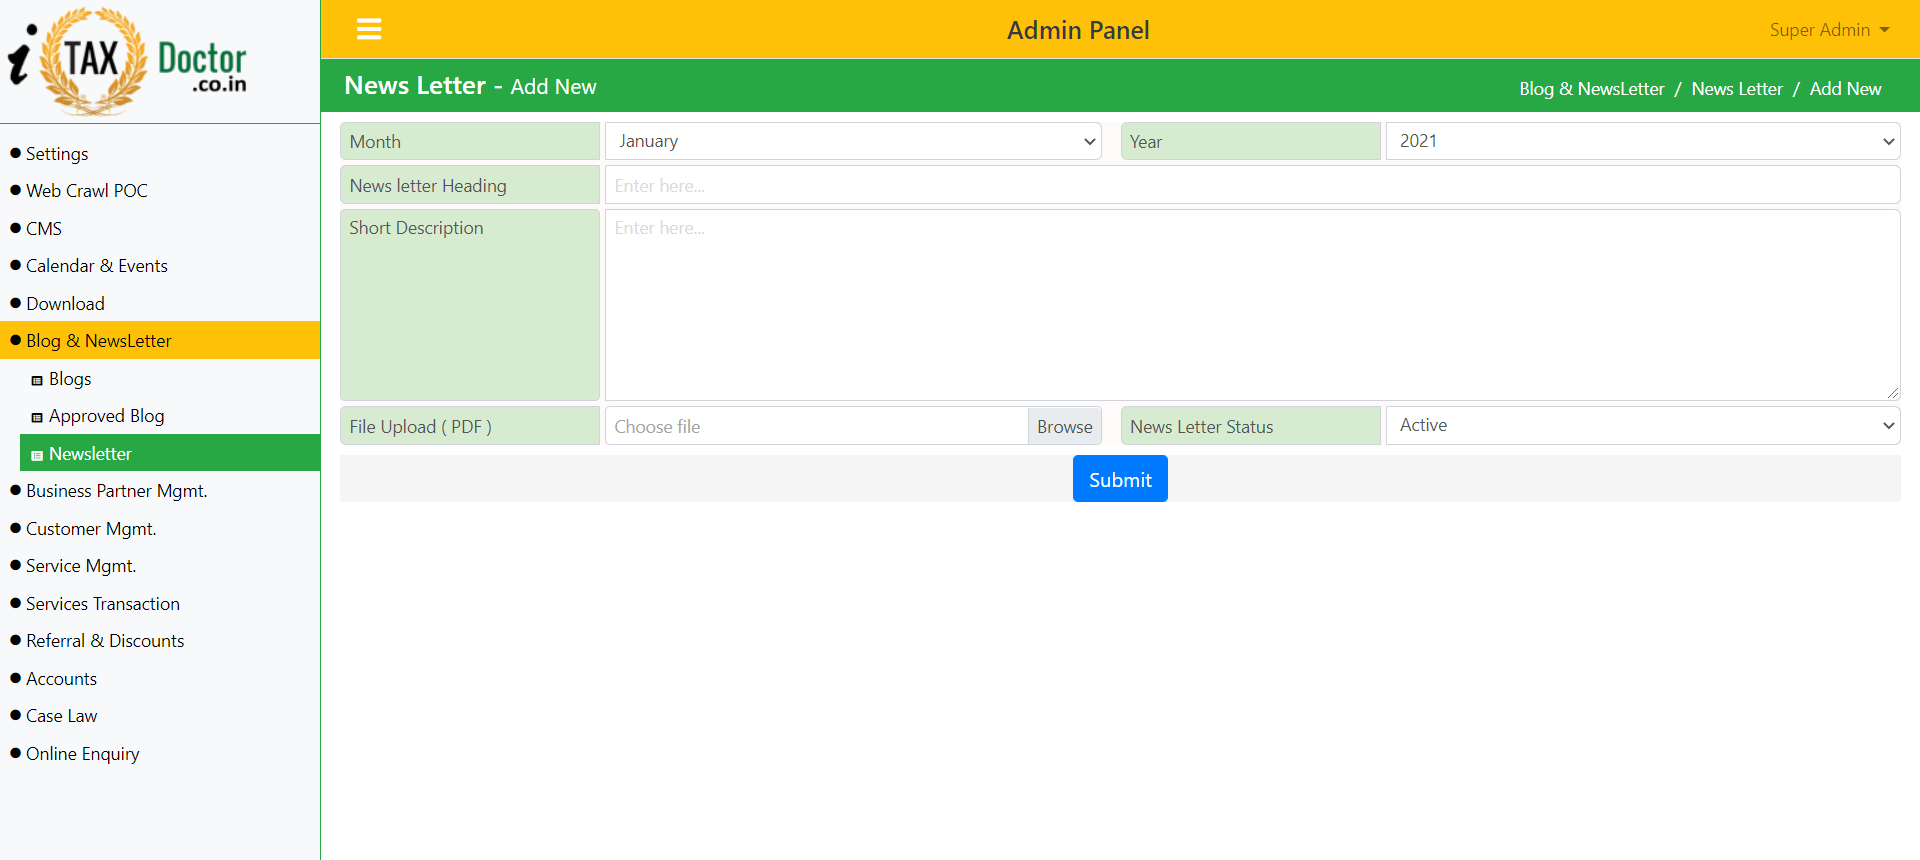 i TAX Doctor
.co.in
Admin Panel
Super Admin
News Letter - Add New
Blog & NewsLetter / News Letter / Add New
Settings
Web Crawl POC
CMS
Calendar & Events
Download
Blog & NewsLetter
Blogs
Approved Blog
Newsletter
Business Partner Mgmt.
Customer Mgmt.
Service Mgmt.
Services Transaction
Referral & Discounts
Accounts
Case Law
Online Enquiry
Month January Year 2021
News letter Heading Enter here...
Short Description Enter here...
File Upload ( PDF ) Choose file Browse News Letter Status Active
Submit